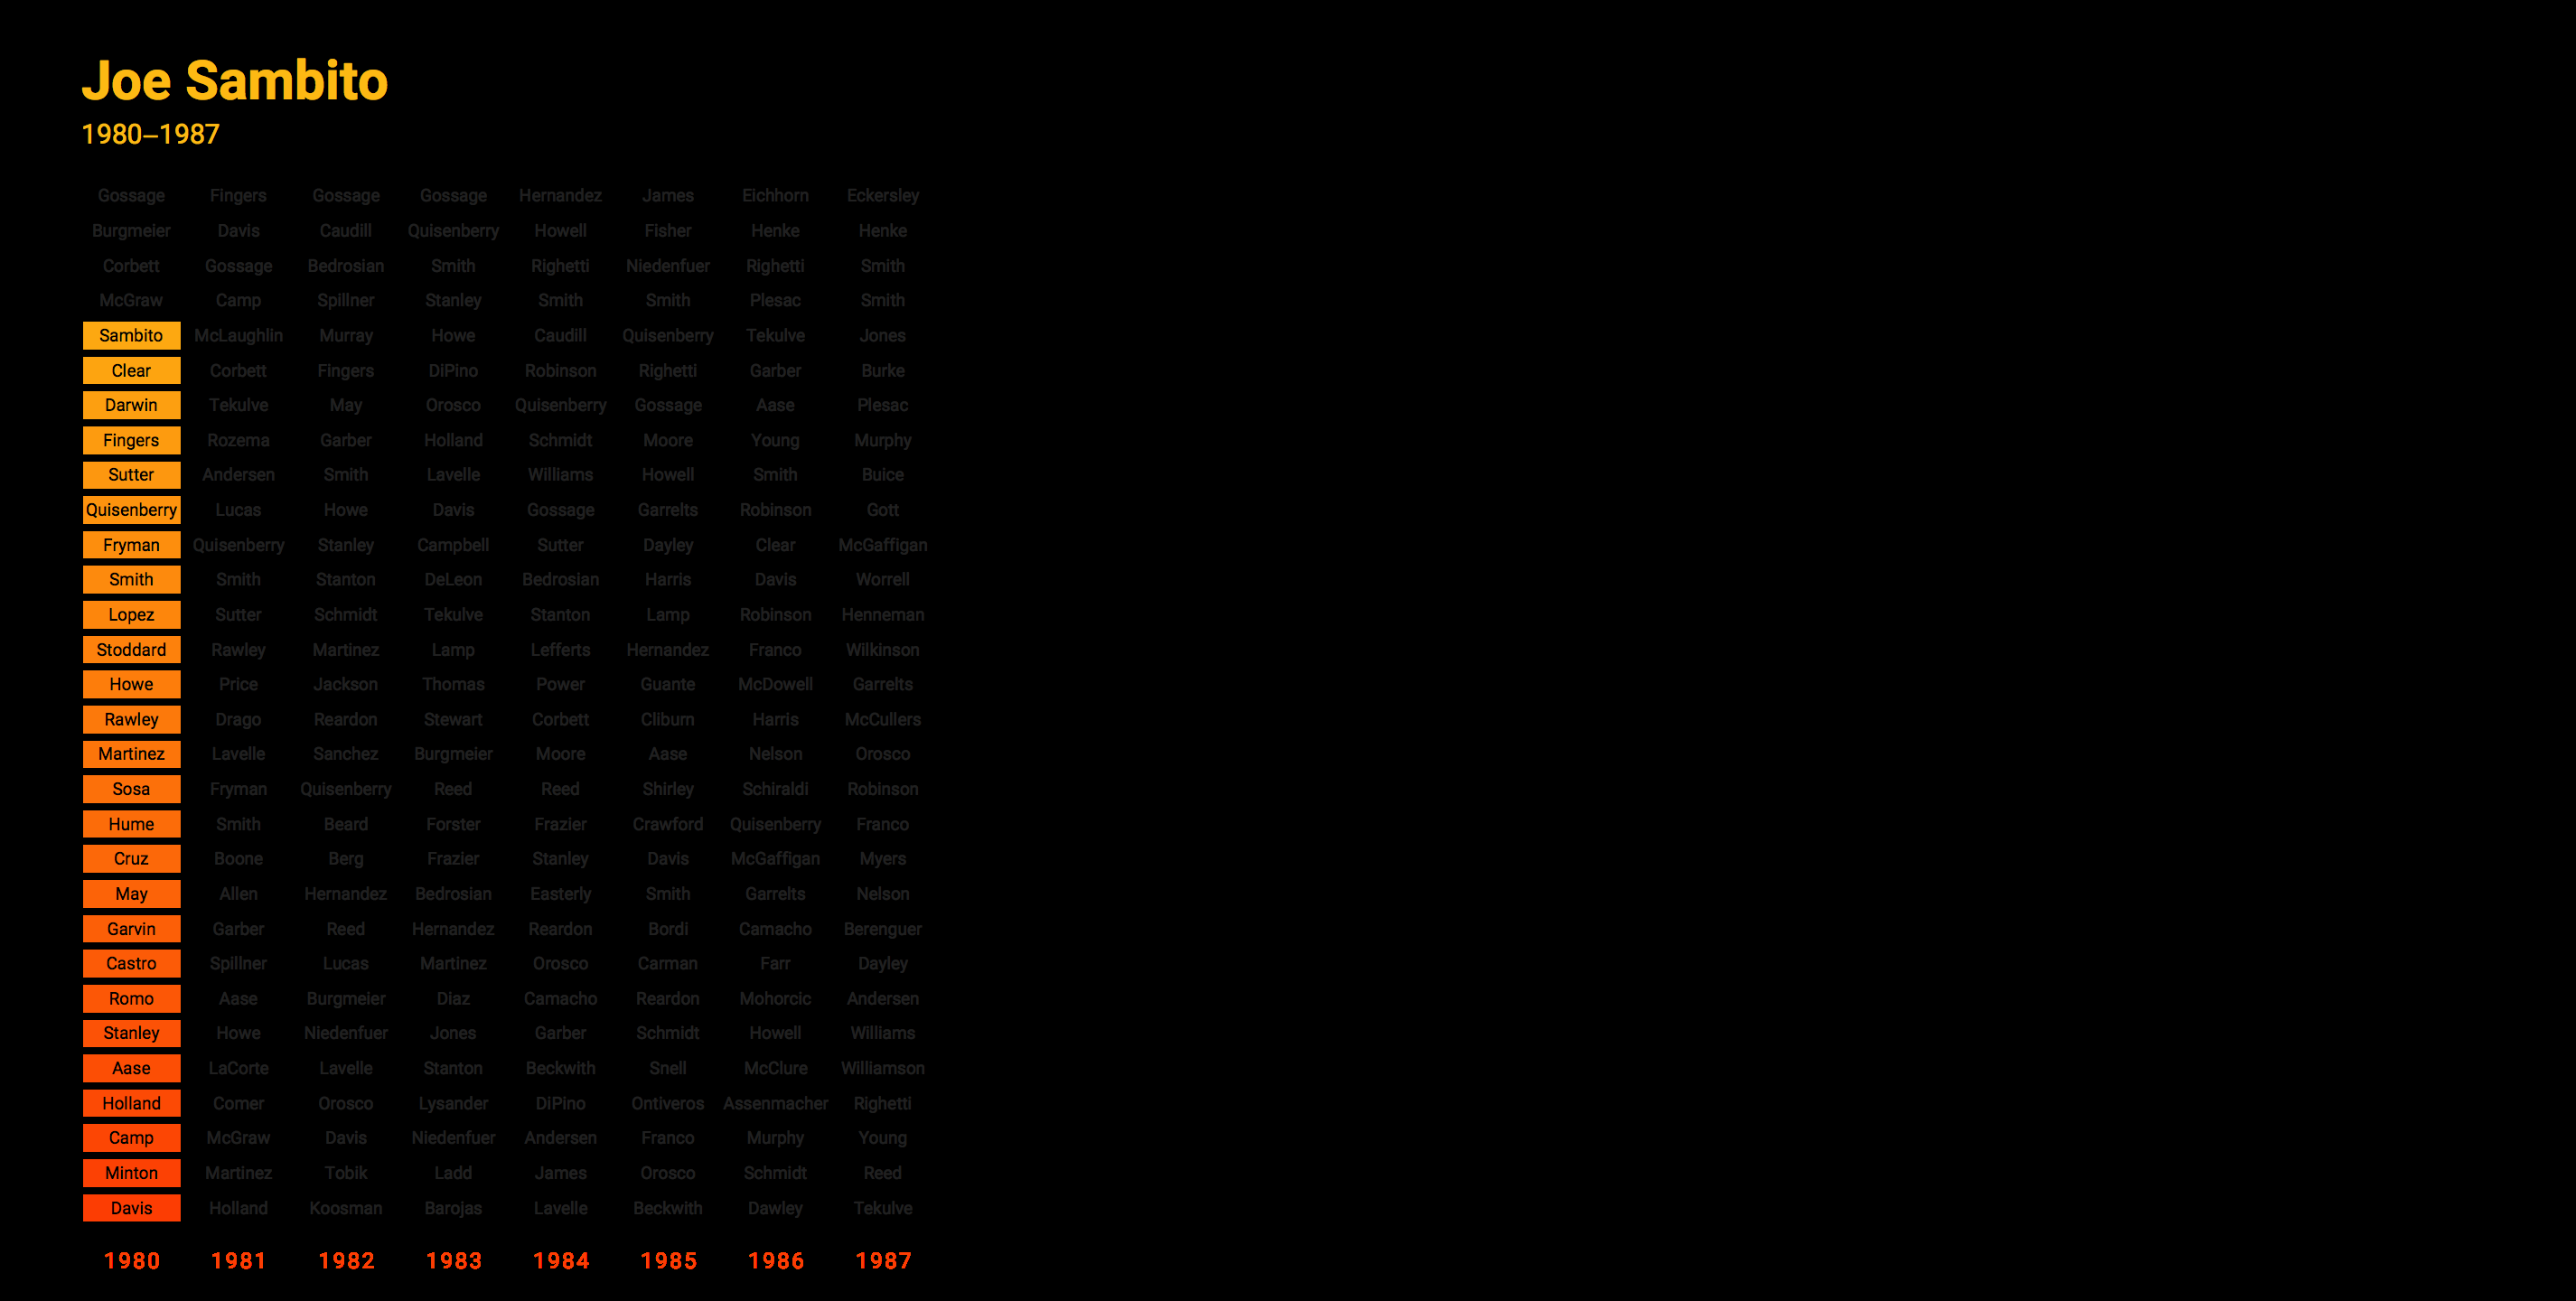 Joe Sambito
1980–1987
Gossage Fingers Gossage Gossage Hernandez James Eichhorn Eckersley
Burgmeier Davis Caudill Quisenberry Howell Fisher Henke Henke
Corbett Gossage Bedrosian Smith Righetti Niedenfuer Righetti Smith
McGraw Camp Spillner Stanley Smith Smith Plesac Smith
Sambito McLaughlin Murray Howe Caudill Quisenberry Tekulve Jones
Clear Corbett Fingers DiPino Robinson Righetti Garber Burke
Darwin Tekulve May Orosco Quisenberry Gossage Aase Plesac
Fingers Rozema Garber Holland Schmidt Moore Young Murphy
Sutter Andersen Smith Lavelle Williams Howell Smith Buice
Quisenberry Lucas Howe Davis Gossage Garrelts Robinson Gott
Fryman Quisenberry Stanley Campbell Sutter Dayley Clear McGaffigan
Smith Smith Stanton DeLeon Bedrosian Harris Davis Worrell
Lopez Sutter Schmidt Tekulve Stanton Lamp Robinson Henneman
Stoddard Rawley Martinez Lamp Lefferts Hernandez Franco Wilkinson
Howe Price Jackson Thomas Power Guante McDowell Garrelts
Rawley Drago Reardon Stewart Corbett Cliburn Harris McCullers
Martinez Lavelle Sanchez Burgmeier Moore Aase Nelson Orosco
Sosa Fryman Quisenberry Reed Reed Shirley Schiraldi Robinson
Hume Smith Beard Forster Frazier Crawford Quisenberry Franco
Cruz Boone Berg Frazier Stanley Davis McGaffigan Myers
May Allen Hernandez Bedrosian Easterly Smith Garrelts Nelson
Garvin Garber Reed Hernandez Reardon Bordi Camacho Berenguer
Castro Spillner Lucas Martinez Orosco Carman Farr Dayley
Romo Aase Burgmeier Diaz Camacho Reardon Mohorcic Andersen
Stanley Howe Niedenfuer Jones Garber Schmidt Howell Williams
Aase LaCorte Lavelle Stanton Beckwith Snell McClure Williamson
Holland Comer Orosco Lysander DiPino Ontiveros Assenmacher Righetti
Camp McGraw Davis Niedenfuer Andersen Franco Murphy Young
Minton Martinez Tobik Ladd James Orosco Schmidt Reed
Davis Holland Koosman Barojas Lavelle Beckwith Dawley Tekulve
1980 1981 1982 1983 1984 1985 1986 1987